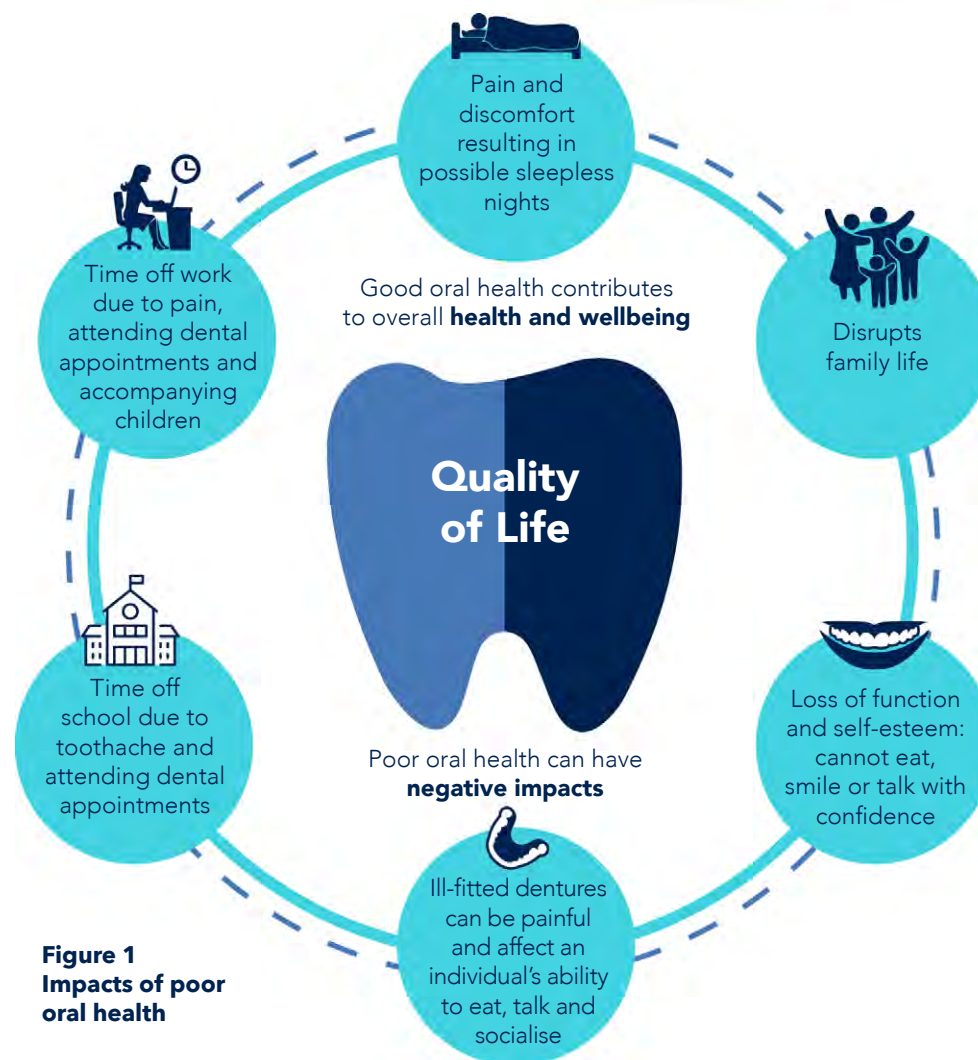 Pain and
discomfort
resulting in
possible sleepless
nights
Disrupts
family life
Loss of function
and self-esteem:
cannot eat,
smile or talk with
confidence
Ill-fitted dentures
can be painful
and affect an
individual’s ability
to eat, talk and
socialise
Time off
school due to
toothache and
attending dental
appointments
Time off work
due to pain,
attending dental
appointments and
accompanying
children
Good oral health contributes
to overall health and wellbeing
Quality
of Life
Poor oral health can have
negative impacts
Figure 1
Impacts of poor
oral health